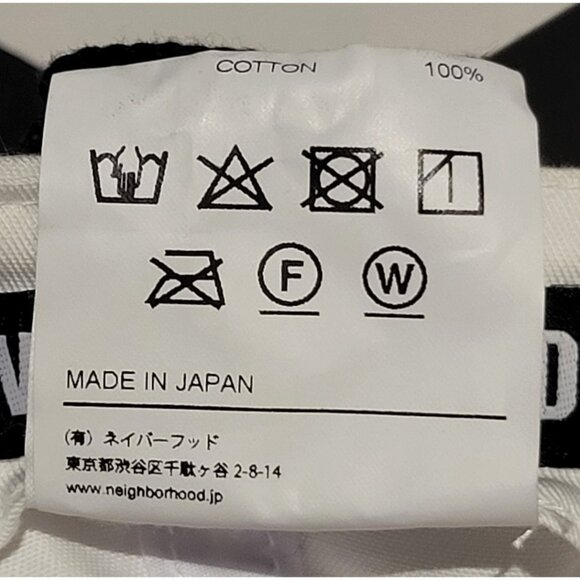 COTTON 100%
F W
MADE IN JAPAN
(有) ネイバーフッド
東京都渋谷区千駄ヶ谷 2-8-14
www.neighborhood.jp